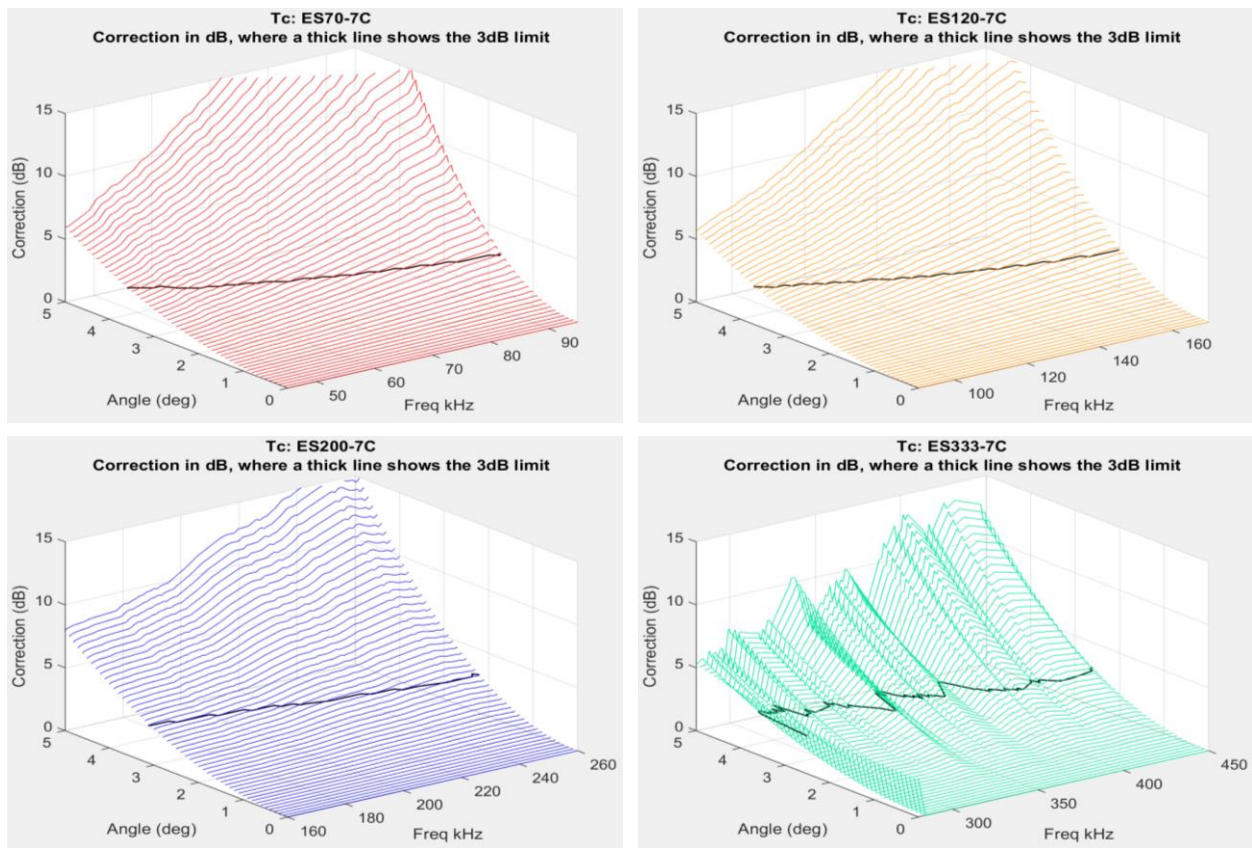 Tc: ES70-7C
Correction in dB, where a thick line shows the 3dB limit
15
10
5
0
Correction (dB)
5
4
3
2
1
0
Angle (deg)
50
60
70
80
90
Freq kHz
Tc: ES120-7C
Correction in dB, where a thick line shows the 3dB limit
15
10
5
0
Correction (dB)
5
4
3
2
1
0
Angle (deg)
100
120
140
160
Freq kHz
Tc: ES200-7C
Correction in dB, where a thick line shows the 3dB limit
15
10
5
0
Correction (dB)
5
4
3
2
1
0
Angle (deg)
160
180
200
220
240
260
Freq kHz
Tc: ES333-7C
Correction in dB, where a thick line shows the 3dB limit
15
10
5
0
Correction (dB)
5
4
3
2
1
0
Angle (deg)
300
350
400
450
Freq kHz